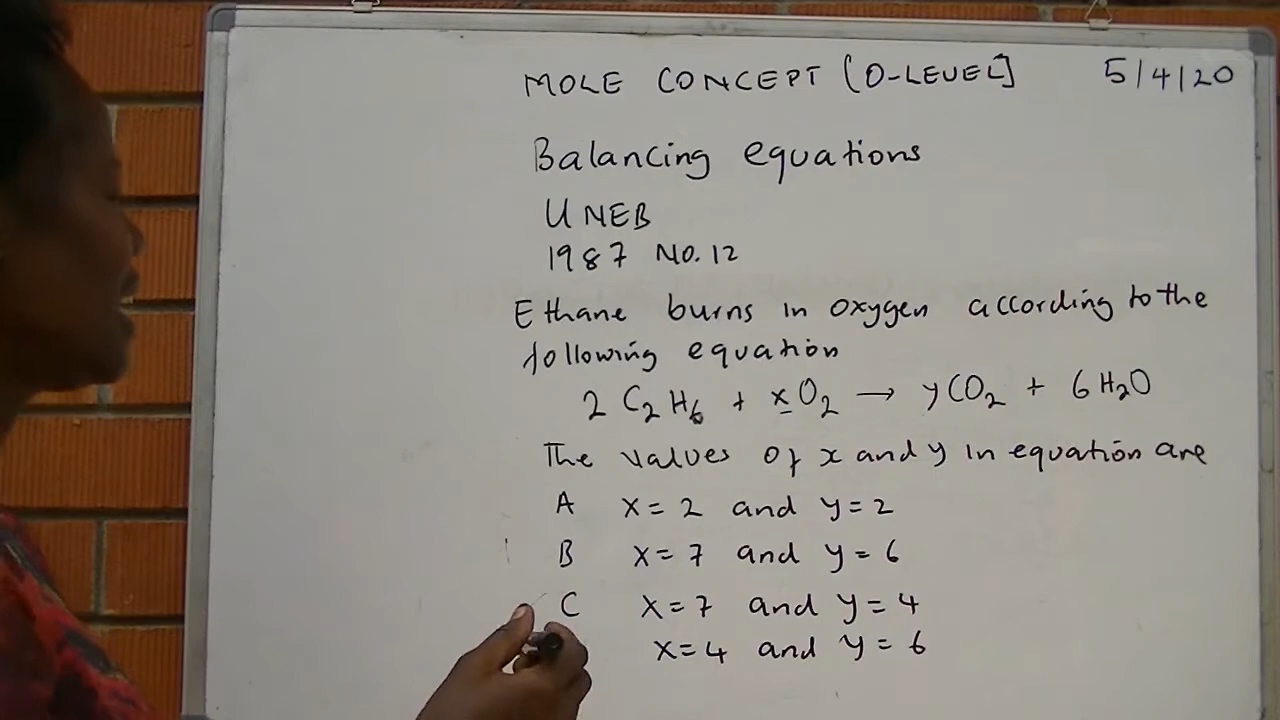 MOLE CONCEPT (O-LEVEL] 5/4/20
Balancing equations
UNEB
1987 NO.12
Ethane burns in oxygen according to the
following equation
2 C₂H₆ + xO₂ → yCO₂ + 6H₂O
The values of x and y in equation are
A x = 2 and y = 2
B x = 7 and y = 6
C x = 7 and y = 4
x = 4 and y = 6